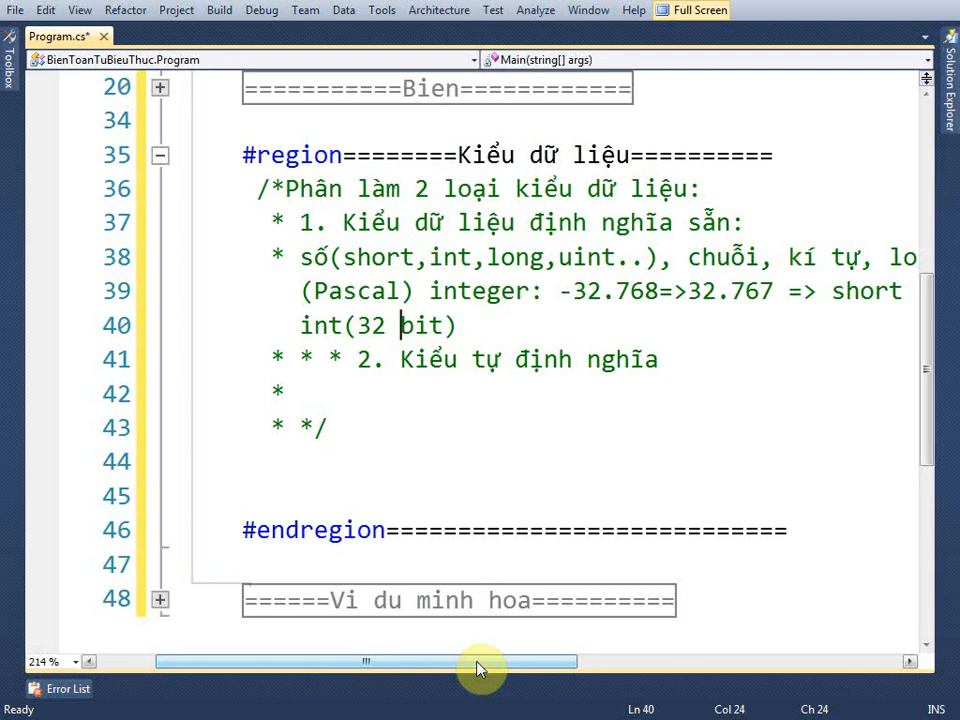 File Edit View Refactor Project Build Debug Team Data Tools Architecture Test Analyze Window Help Full Screen
Program.cs*
Toolbox
Solution Explorer
BienToanTuBieuThuc.Program Main(string[] args)
20 ===========Bien============
34
35 #region========Kiểu dữ liệu==========
36 /*Phân làm 2 loại kiểu dữ liệu:
37 * 1. Kiểu dữ liệu định nghĩa sẵn:
38 * số(short,int,long,uint..), chuỗi, kí tự, lo
39 (Pascal) integer: -32.768=>32.767 => short
40 int(32 bit)
41 * * * 2. Kiểu tự định nghĩa
42 *
43 * */
44
45
46 #endregion============================
47
48 ======Vi du minh hoa==========
214 %
Error List
Ready Ln 40 Col 24 Ch 24 INS